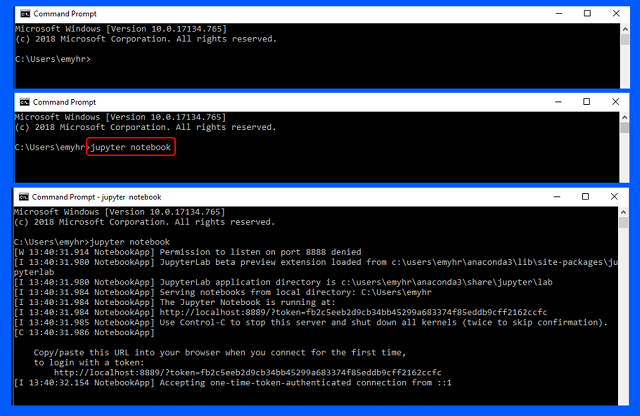 Command Prompt
Microsoft Windows [Version 10.0.17134.765]
(c) 2018 Microsoft Corporation. All rights reserved.
C:\Users\emyhr>
Command Prompt
Microsoft Windows [Version 10.0.17134.765]
(c) 2018 Microsoft Corporation. All rights reserved.
C:\Users\emyhr>jupyter notebook
Command Prompt - jupyter notebook
Microsoft Windows [Version 10.0.17134.765]
(c) 2018 Microsoft Corporation. All rights reserved.
C:\Users\emyhr>jupyter notebook
[W 13:40:31.914 NotebookApp] Permission to listen on port 8888 denied
[I 13:40:31.980 NotebookApp] JupyterLab beta preview extension loaded from c:\users\emyhr\anaconda3\lib\site-packages\ju
pyterlab
[I 13:40:31.980 NotebookApp] JupyterLab application directory is c:\users\emyhr\anaconda3\share\jupyter\lab
[I 13:40:31.984 NotebookApp] Serving notebooks from local directory: C:\Users\emyhr
[I 13:40:31.984 NotebookApp] The Jupyter Notebook is running at:
[I 13:40:31.984 NotebookApp] http://localhost:8889/?token=fb2c5eeb2d9cb34bb45299a683374f85eddb9cff2162ccfc
[I 13:40:31.985 NotebookApp] Use Control-C to stop this server and shut down all kernels (twice to skip confirmation).
[C 13:40:31.986 NotebookApp]
Copy/paste this URL into your browser when you connect for the first time,
to login with a token:
http://localhost:8889/?token=fb2c5eeb2d9cb34bb45299a683374f85eddb9cff2162ccfc
[I 13:40:32.154 NotebookApp] Accepting one-time-token-authenticated connection from ::1